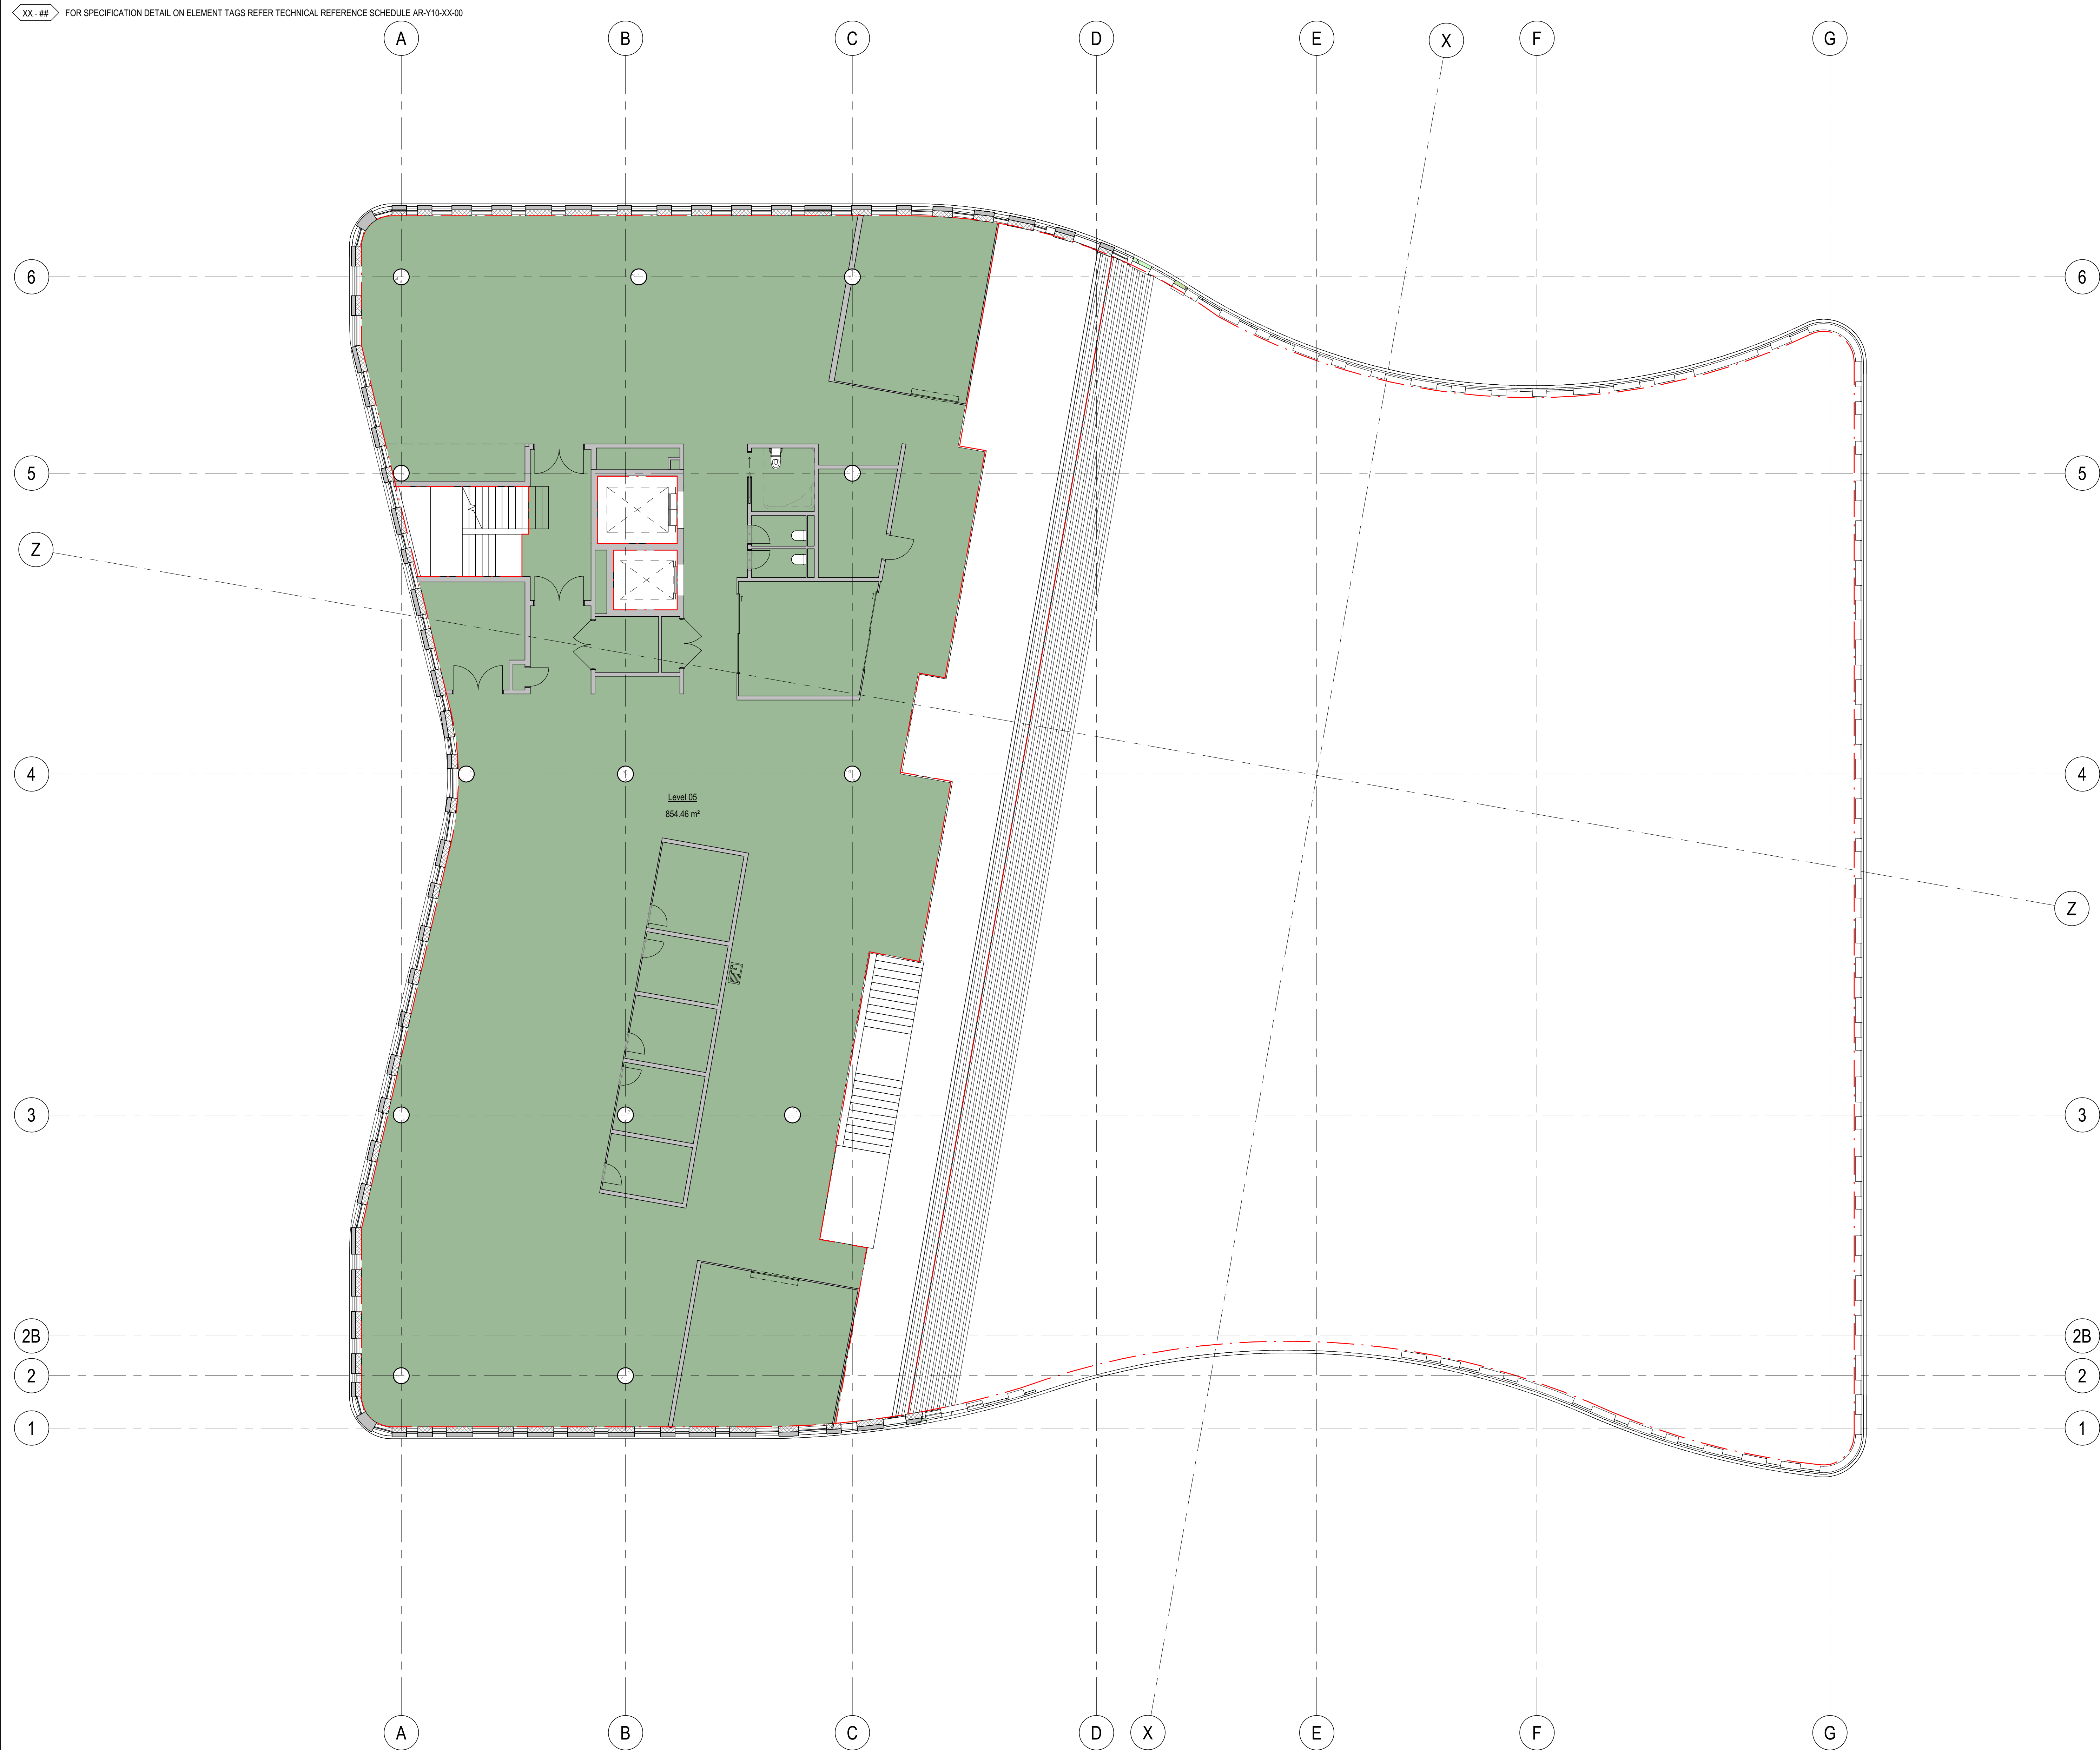 XX - ## FOR SPECIFICATION DETAIL ON ELEMENT TAGS REFER TECHNICAL REFERENCE SCHEDULE AR-Y10-XX-00
A B C D E X F G
6 6
5 5
Z
4 4
Level 05
854.46 m²
Z
3 3
2B 2B
2 2
1 1
A B C D X E F G